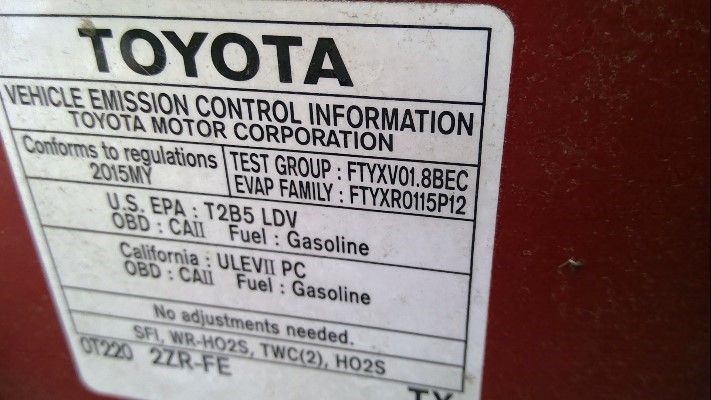 TOYOTA
VEHICLE EMISSION CONTROL INFORMATION
TOYOTA MOTOR CORPORATION
Conforms to regulations
2015MY
TEST GROUP : FTYXV01.8BEC
EVAP FAMILY : FTYXR0115P12
U.S. EPA : T2B5 LDV
OBD : CAII Fuel : Gasoline
California : ULEVII PC
OBD : CAII Fuel : Gasoline
No adjustments needed.
SFI, WR-HO2S, TWC(2), HO2S
0T220 2ZR-FE